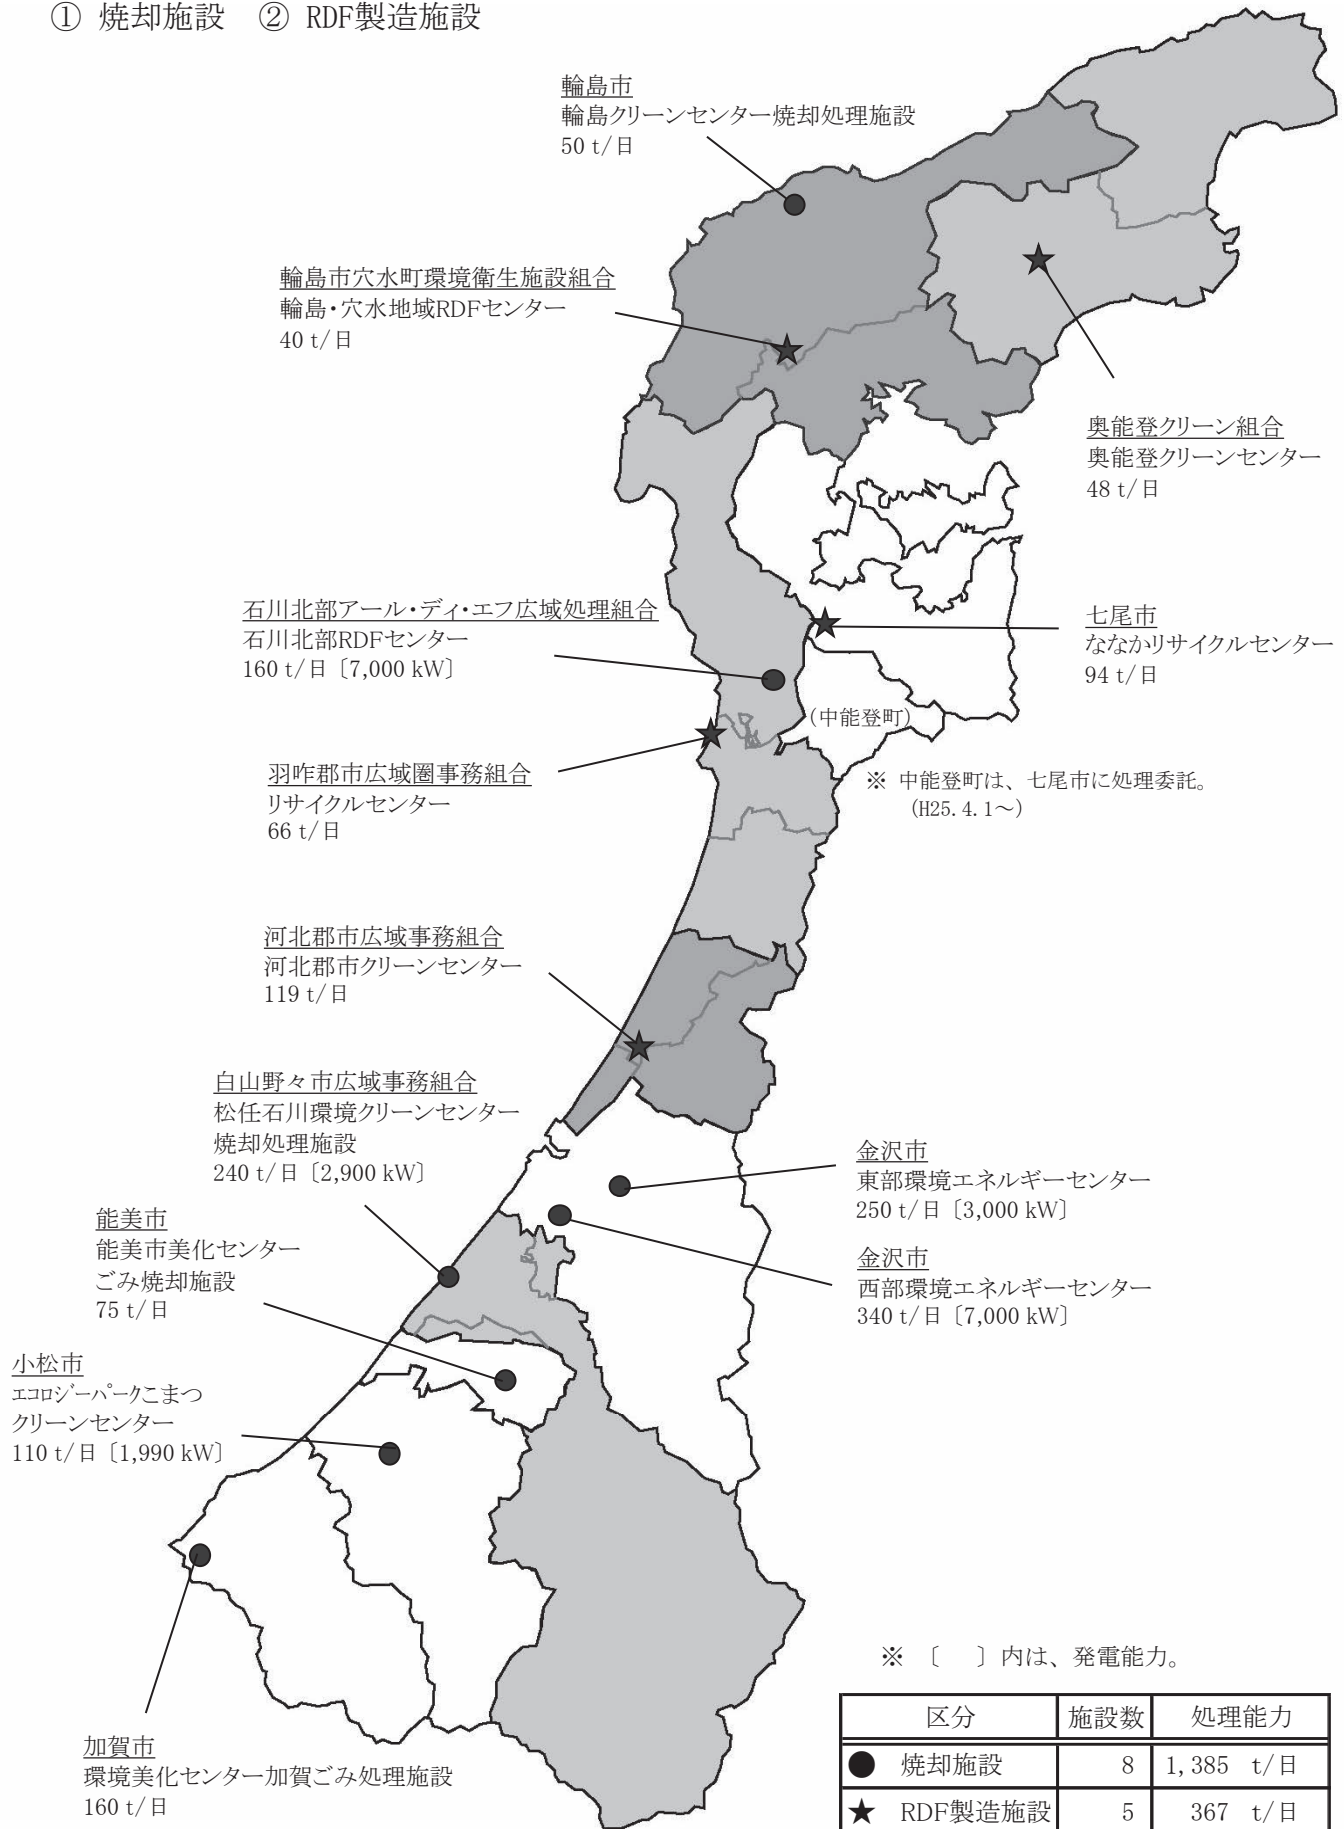 ① 焼却施設　② RDF製造施設
輪島市
輪島クリーンセンター焼却処理施設
50 t/日
輪島市穴水町環境衛生施設組合
輪島・穴水地域RDFセンター
40 t/日
奥能登クリーン組合
奥能登クリーンセンター
48 t/日
石川北部アール・ディ・エフ広域処理組合
石川北部RDFセンター
160 t/日〔7,000 kW〕
七尾市
ななかリサイクルセンター
94 t/日
(中能登町)
羽咋郡市広域圏事務組合
リサイクルセンター
66 t/日
※ 中能登町は、七尾市に処理委託。
(H25.4.1～)
河北郡市広域事務組合
河北郡市クリーンセンター
119 t/日
白山野々市広域事務組合
松任石川環境クリーンセンター
焼却処理施設
240 t/日〔2,900 kW〕
金沢市
東部環境エネルギーセンター
250 t/日〔3,000 kW〕
能美市
能美市美化センター
ごみ焼却施設
75 t/日
金沢市
西部環境エネルギーセンター
340 t/日〔7,000 kW〕
小松市
エコロジーパークこまつ
クリーンセンター
110 t/日〔1,990 kW〕
加賀市
環境美化センター加賀ごみ処理施設
160 t/日
※ 〔　〕内は、発電能力。
区分 施設数 処理能力
● 焼却施設 8 1,385 t/日
★ RDF製造施設 5 367 t/日